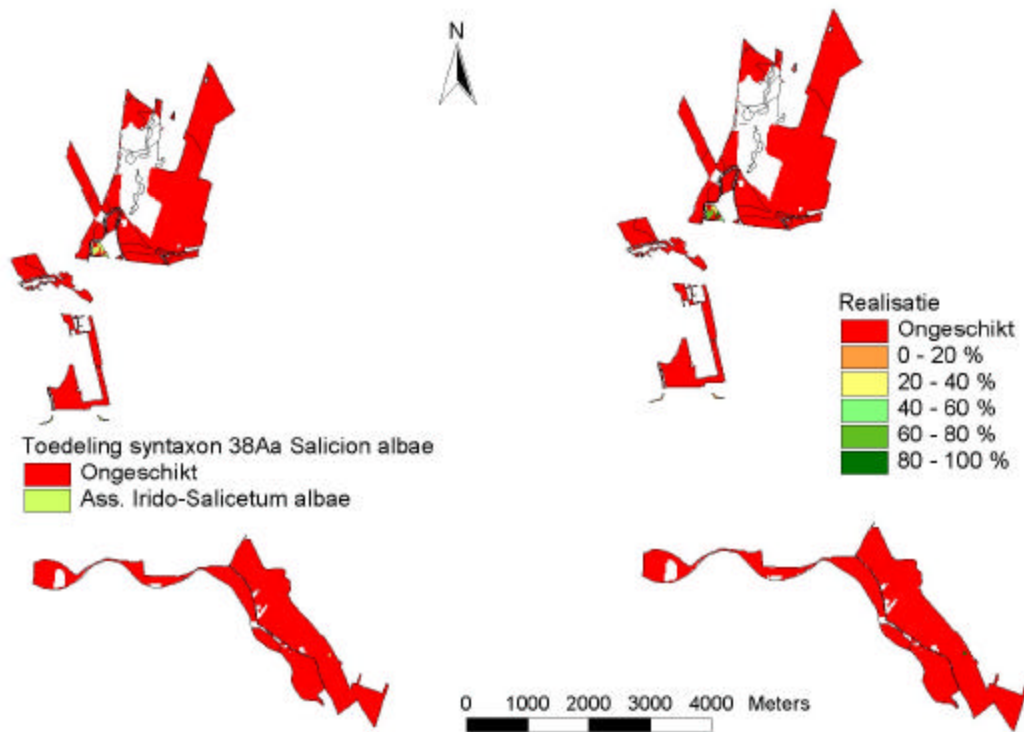 N
Toedeling syntaxon 38Aa Salicion albae
Ongeschikt
Ass. Irido-Salicetum albae
Realisatie
Ongeschikt
0 - 20 %
20 - 40 %
40 - 60 %
60 - 80 %
80 - 100 %
0 1000 2000 3000 4000 Meters